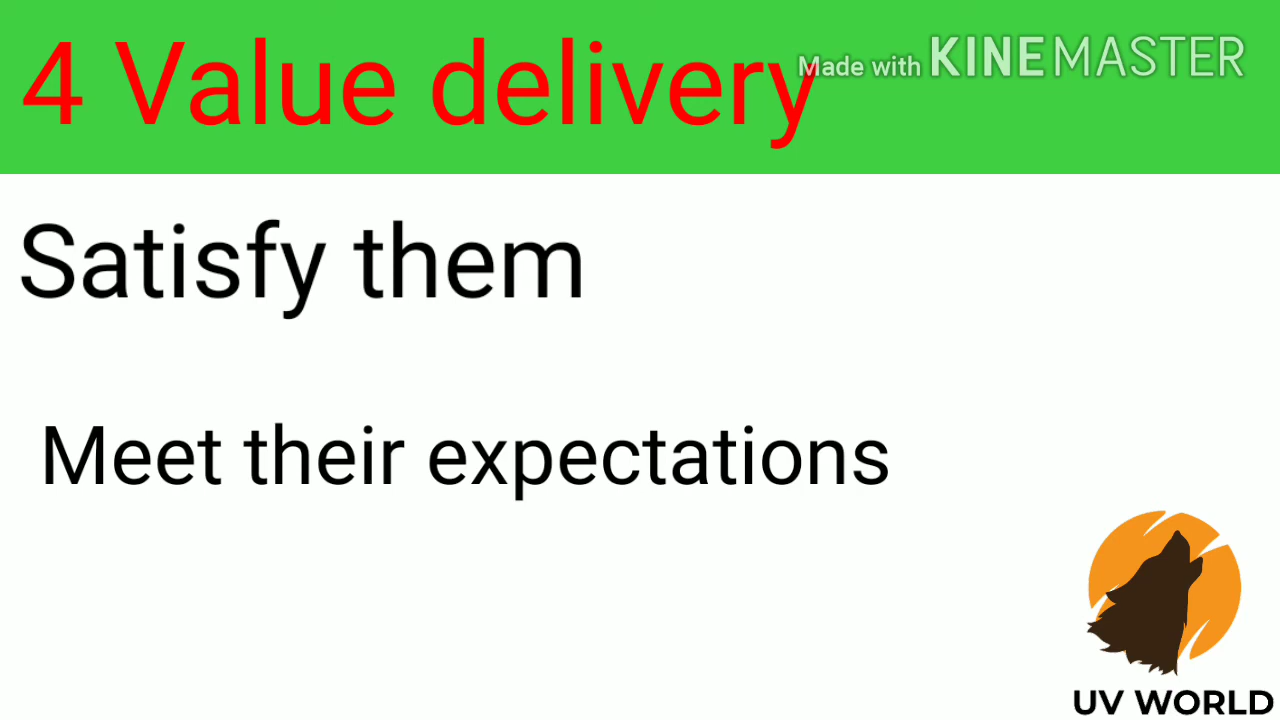 4 Value delivery
Made with KINEMASTER
Satisfy them
Meet their expectations
UV WORLD